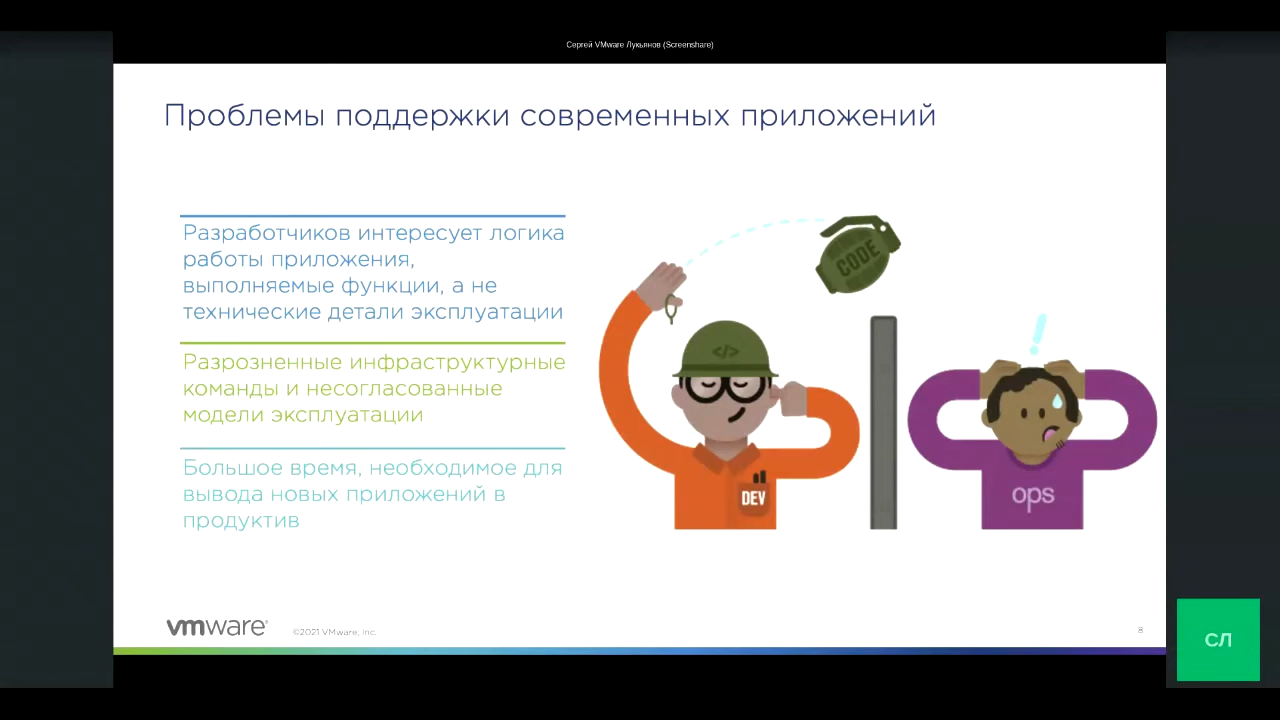 Сергей VMware Лукьянов (Screenshare)
Проблемы поддержки современных приложений
Разработчиков интересует логика
работы приложения,
выполняемые функции, а не
технические детали эксплуатации
Разрозненные инфраструктурные
команды и несогласованные
модели эксплуатации
Большое время, необходимое для
вывода новых приложений в
продуктив
CODE
</>
DEV
ops
vmware®
©2021 VMware, Inc.
8
СЛ